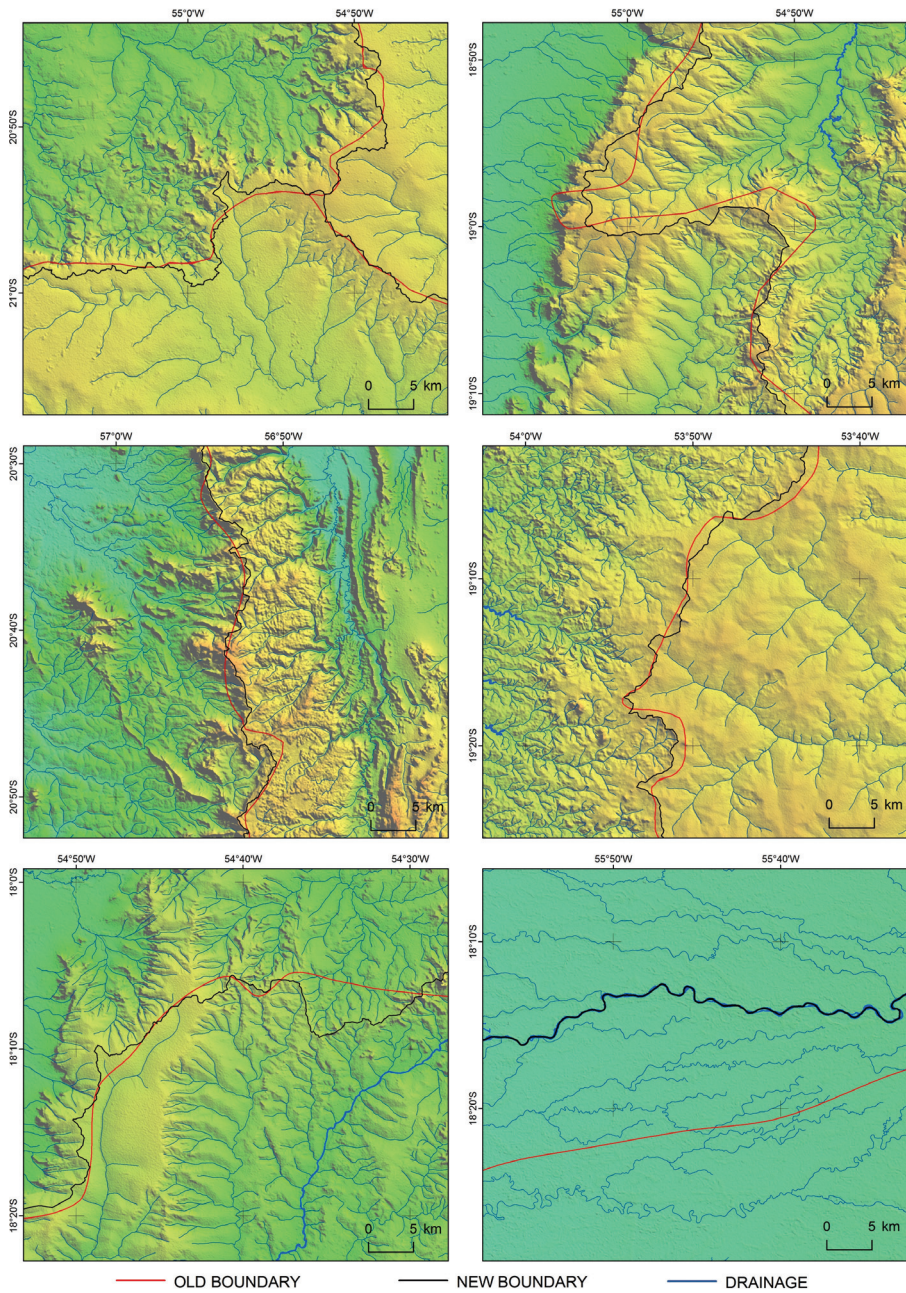 55°0'W 54°50'W
20°50'S
21°0'S
0 5 km
55°0'W 54°50'W
18°50'S
19°0'S
19°10'S
0 5 km
57°0'W 56°50'W
20°30'S
20°40'S
20°50'S
0 5 km
54°0'W 53°50'W 53°40'W
19°10'S
19°20'S
0 5 km
54°50'W 54°40'W 54°30'W
18°0'S
18°10'S
18°20'S
0 5 km
55°50'W 55°40'W
18°10'S
18°20'S
0 5 km
OLD BOUNDARY NEW BOUNDARY DRAINAGE